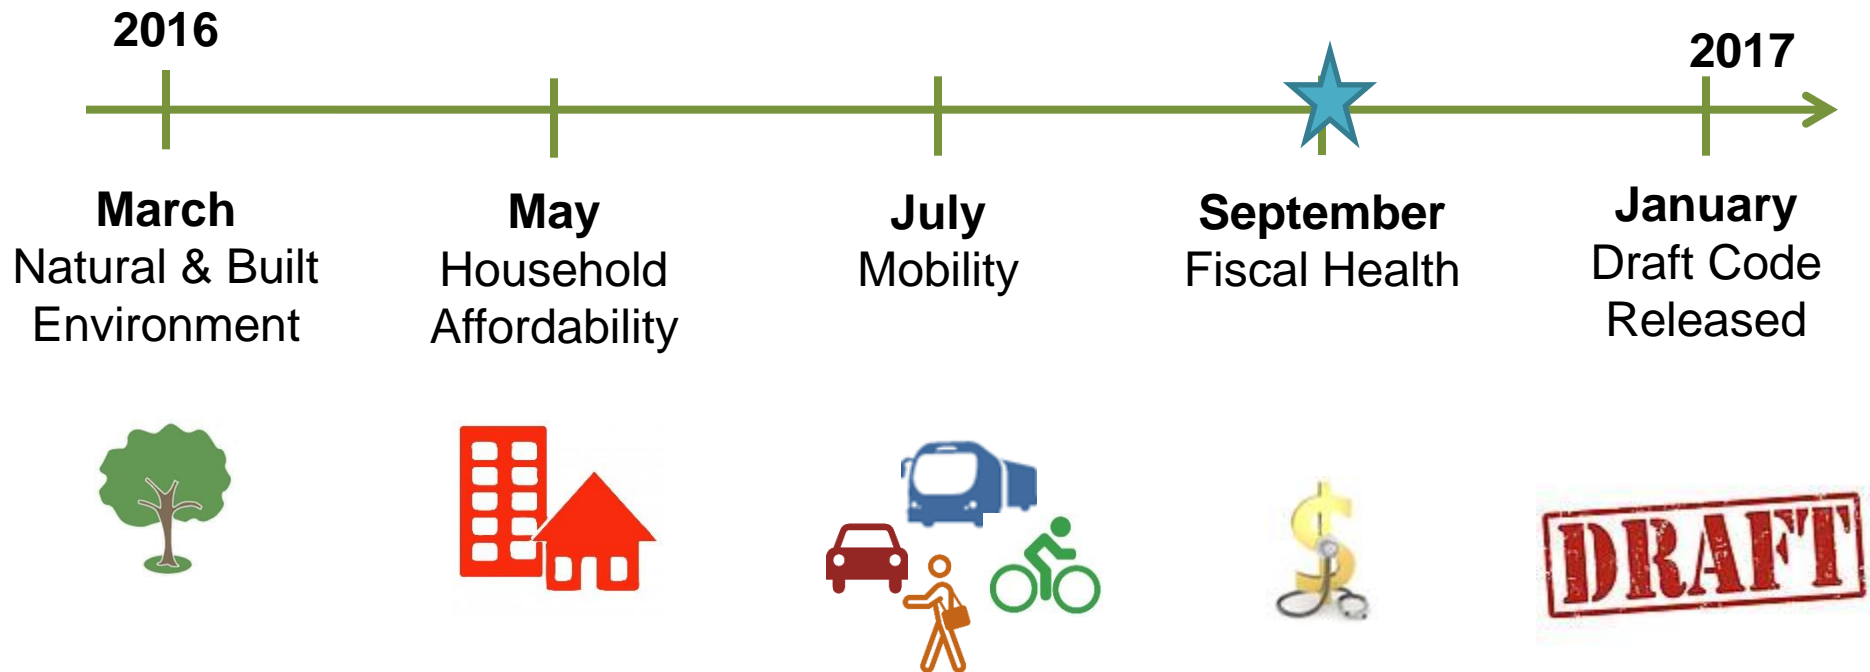 2016
2017
March
Natural & Built
Environment
May
Household
Affordability
July
Mobility
September
Fiscal Health
January
Draft Code
Released
$
DRAFT